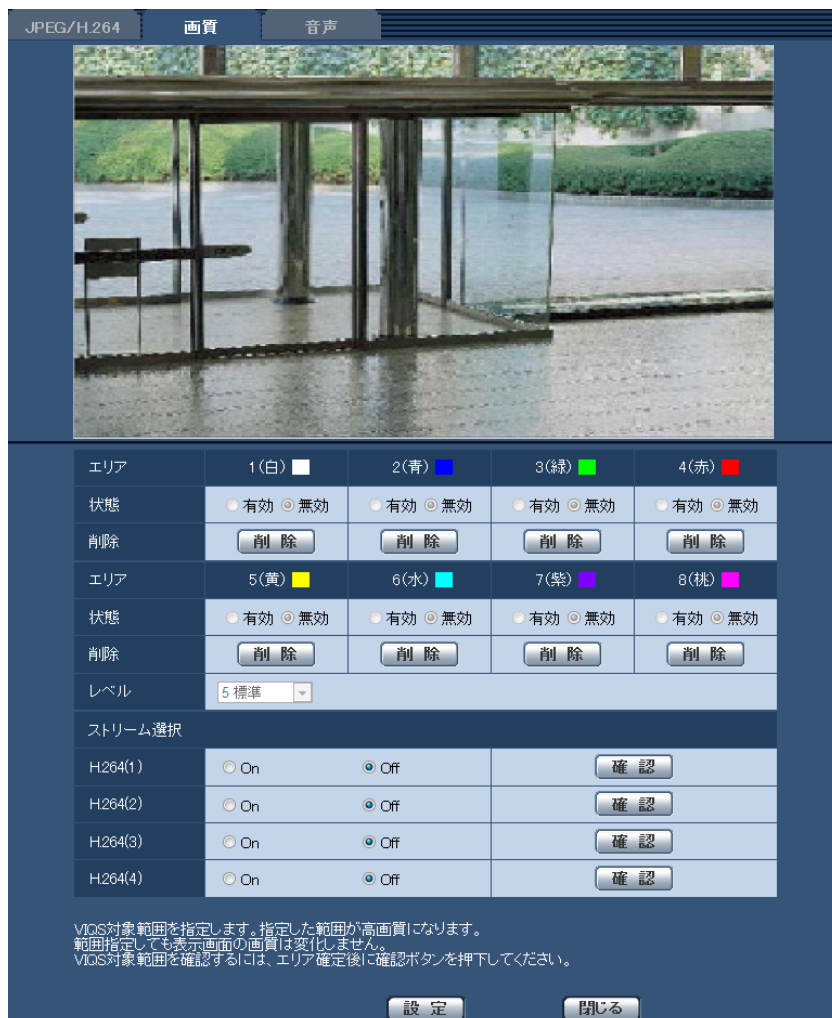 JPEG/H.264 画質 音声
エリア 1(白) 2(青) 3(緑) 4(赤)
状態 有効 無効 有効 無効 有効 無効 有効 無効
削除 削除 削除 削除 削除
エリア 5(黄) 6(水) 7(紫) 8(桃)
状態 有効 無効 有効 無効 有効 無効 有効 無効
削除 削除 削除 削除 削除
レベル 5 標準
ストリーム選択
H.264(1) On Off 確認
H.264(2) On Off 確認
H.264(3) On Off 確認
H.264(4) On Off 確認
VIQS対象範囲を指定します。指定した範囲が高画質になります。
範囲指定しても表示画面の画質は変化しません。
VIQS対象範囲を確認するには、エリア確定後に確認ボタンを押下してください。
設定 閉じる